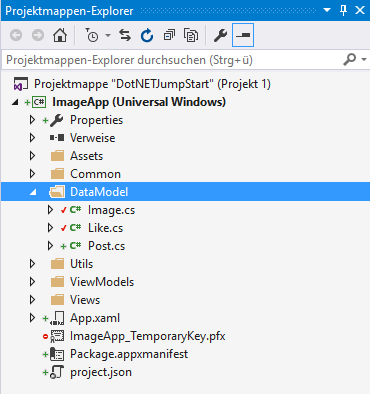 Projektmappen-Explorer
Projektmappen-Explorer durchsuchen (Strg+ü)
Projektmappe "DotNETJumpStart" (Projekt 1)
C# ImageApp (Universal Windows)
Properties
Verweise
Assets
Common
DataModel
C# Image.cs
C# Like.cs
C# Post.cs
Utils
ViewModels
Views
App.xaml
ImageApp_TemporaryKey.pfx
Package.appxmanifest
project.json